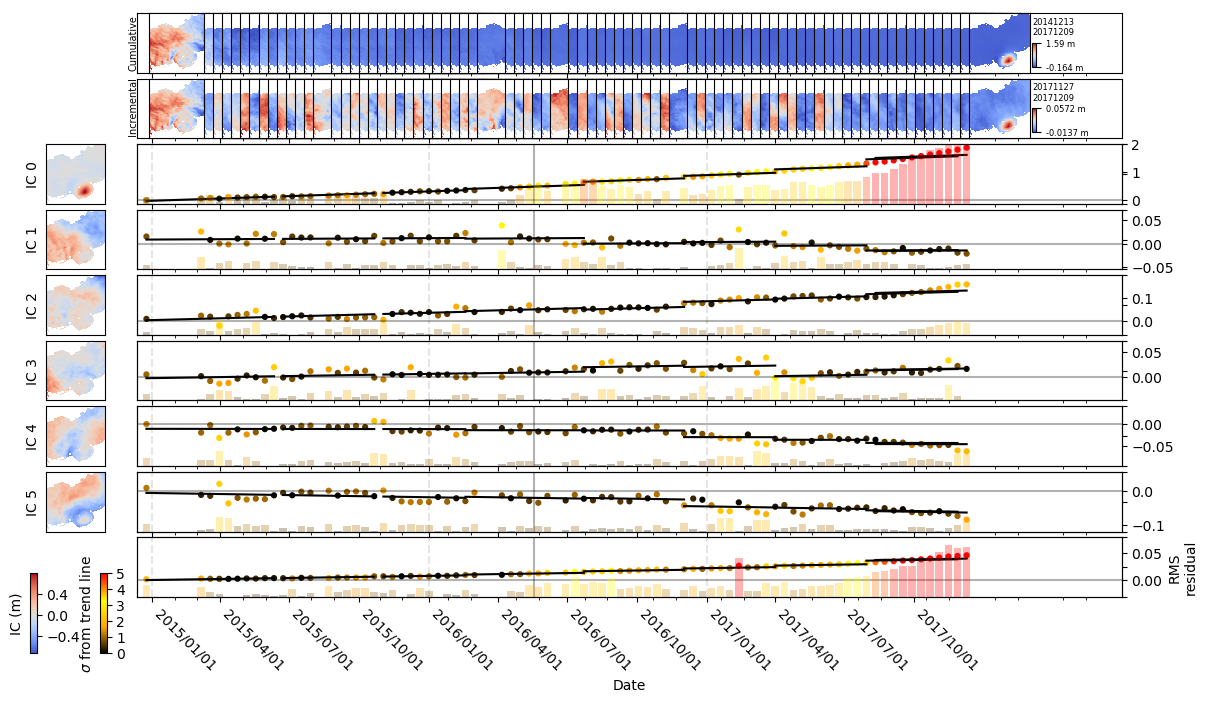 Cumulative
20141213
20171209
1.59 m
-0.164 m
Incremental
20171127
20171209
0.0572 m
-0.0137 m
IC 0
2
1
0
IC 1
0.05
0.00
−0.05
IC 2
0.1
0.0
IC 3
0.05
0.00
IC 4
0.00
−0.05
IC 5
0.0
−0.1
0.05
0.00
RMS
residual
IC (m)
0.4
0.0
−0.4
σ from trend line
5
4
3
2
1
0
2015/01/01
2015/04/01
2015/07/01
2015/10/01
2016/01/01
2016/04/01
2016/07/01
2016/10/01
2017/01/01
2017/04/01
2017/07/01
2017/10/01
Date